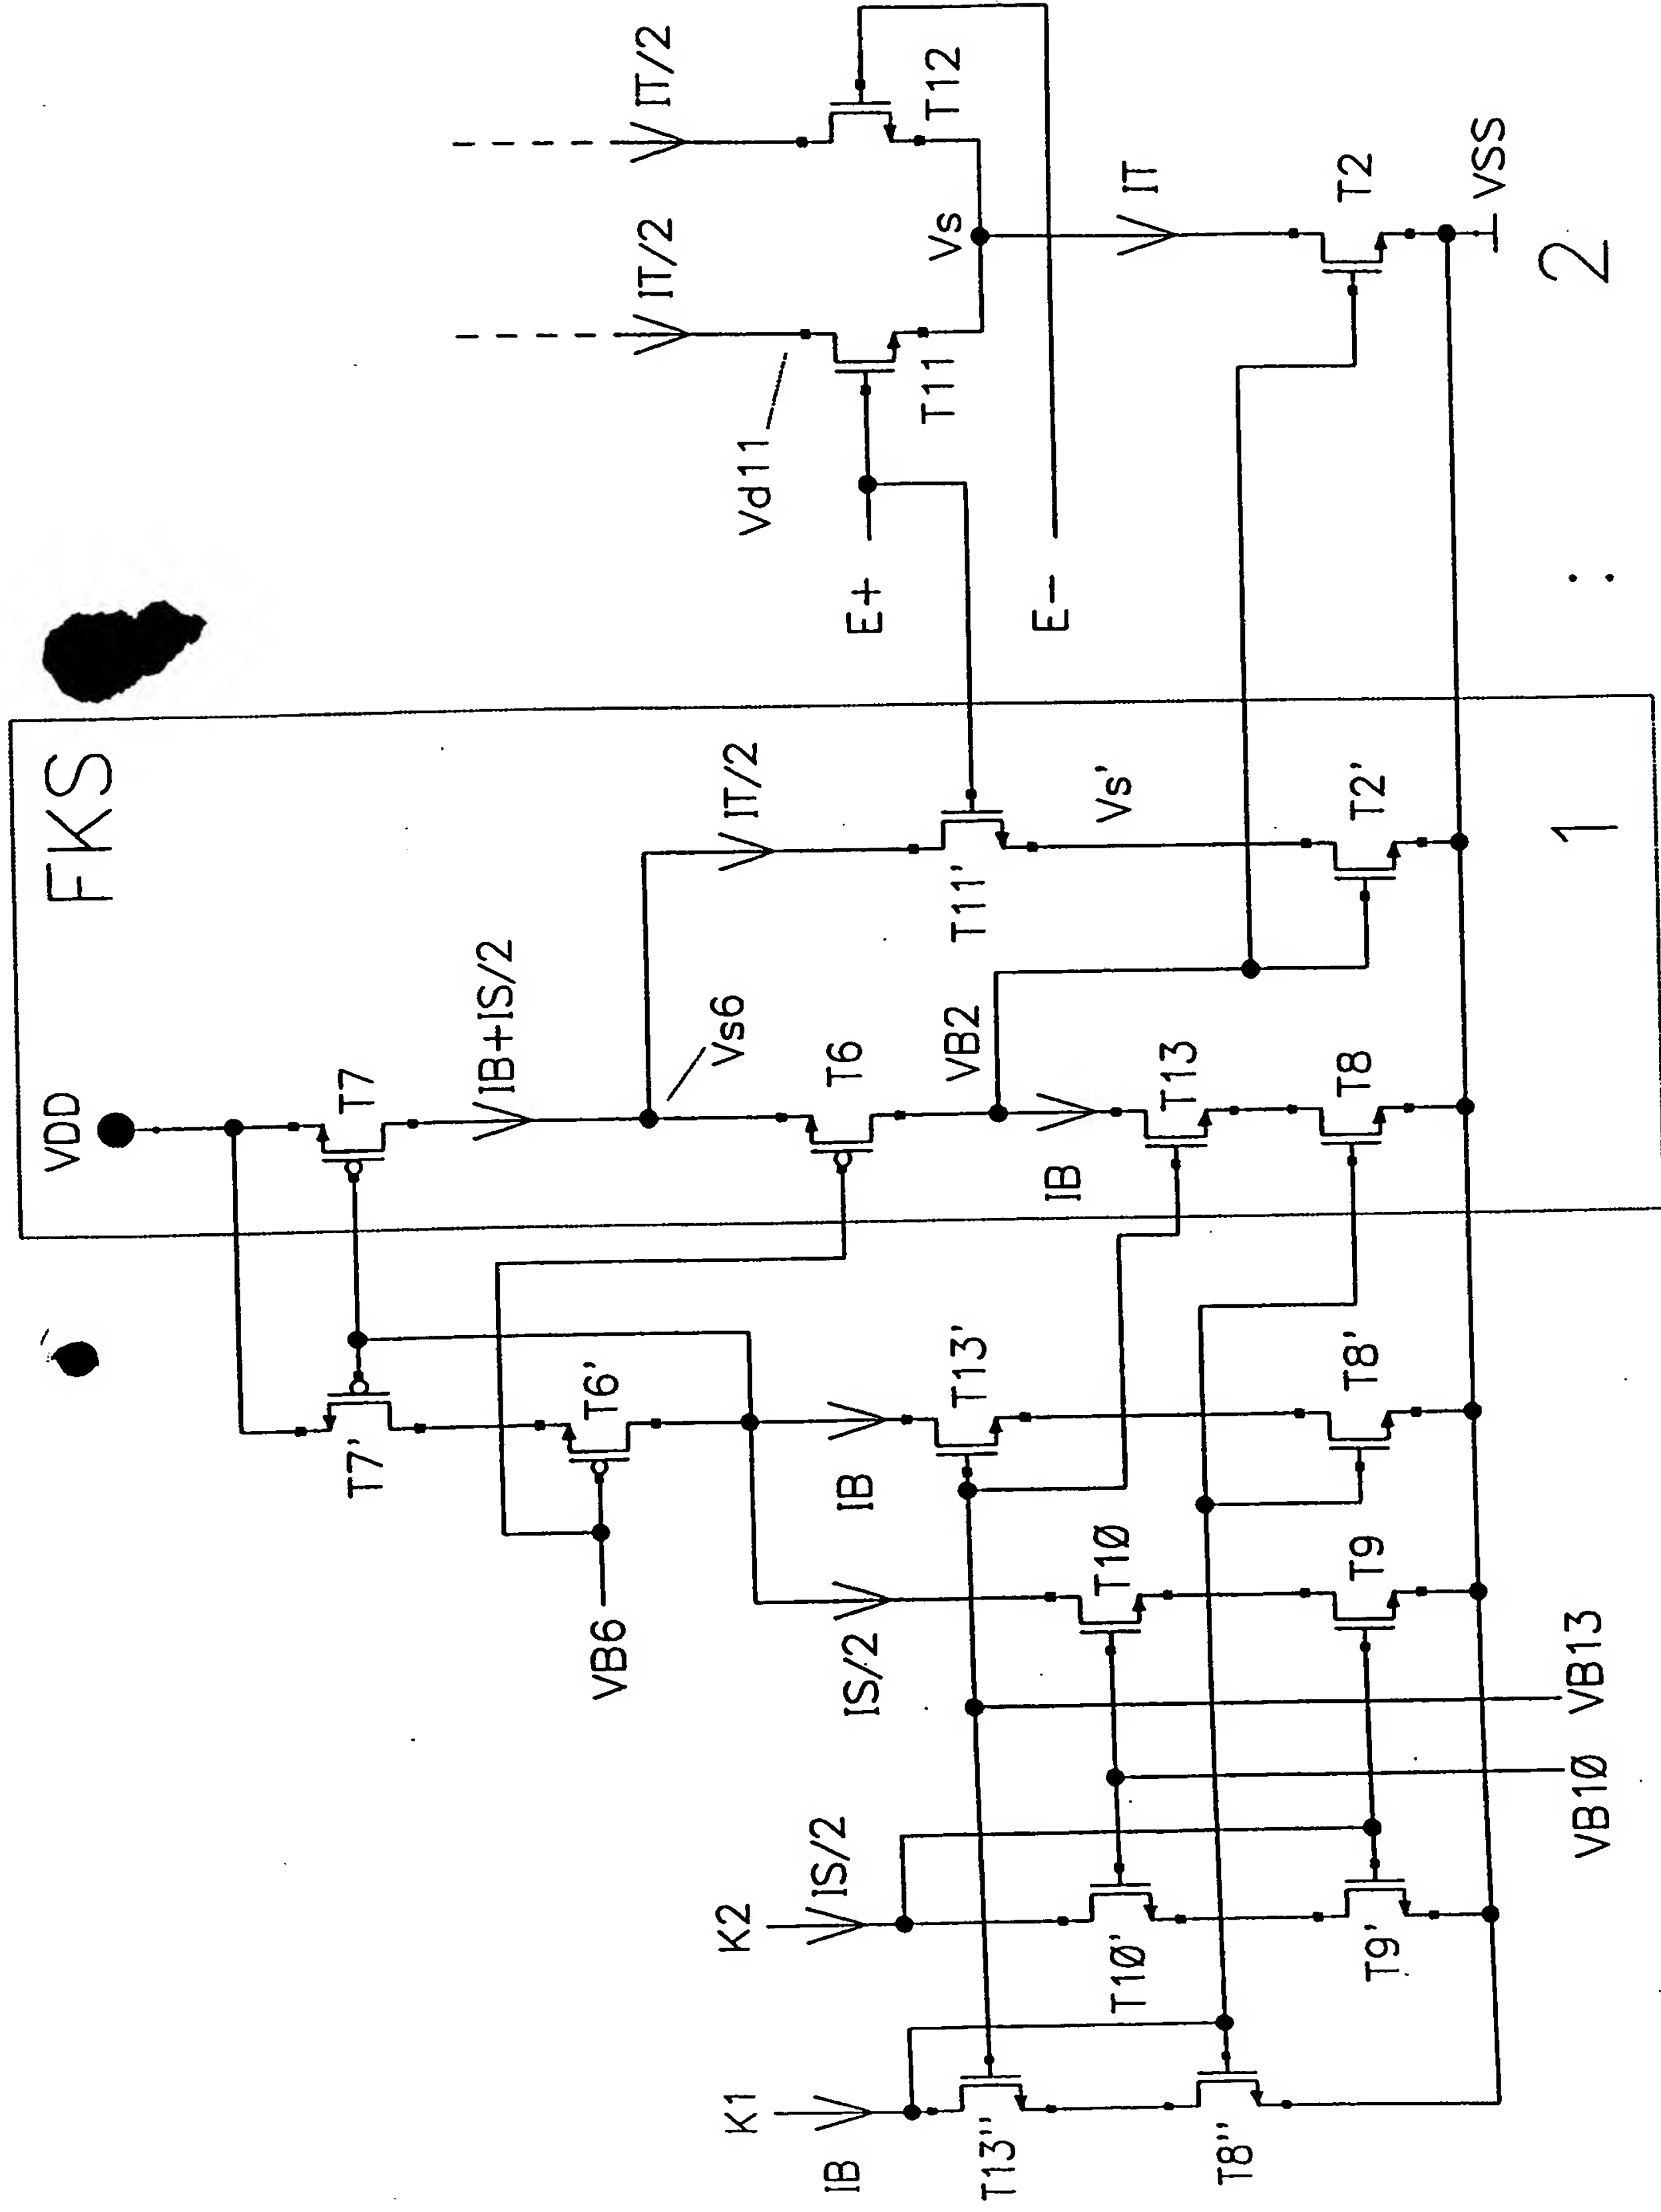 FKS
VDD
T7'
T7
IB+IS/2
Vs6
IT/2
IT/2
IT/2
VB6
T6'
T6
VB2
T11'
Vs'
Vd11
E+
E-
T11
Vs
T12
K1
IB
K2
IS/2
IS/2
IB
T13'
IB
T13
IT
T13''
T10'
T10
T8''
T9'
T9
T8'
T8
T2'
T2
VSS
VB10
VB13
1
2